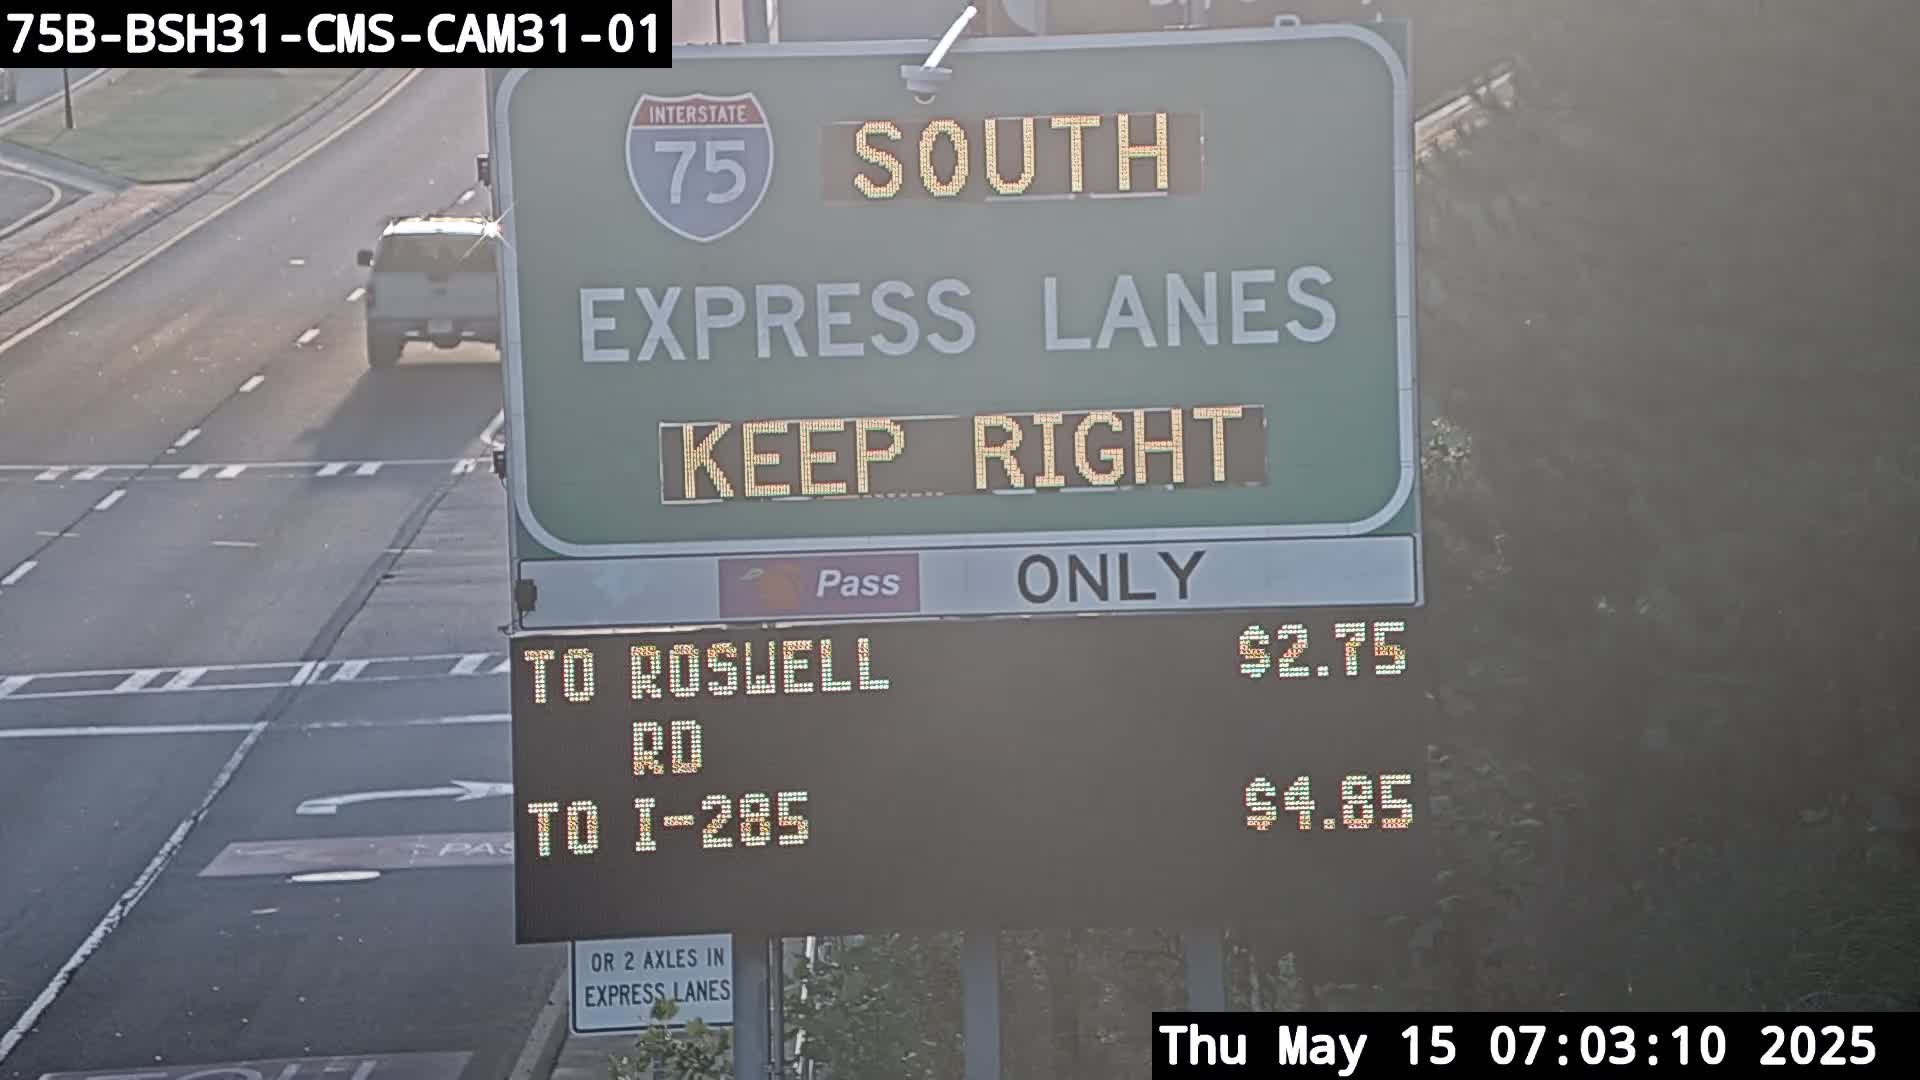 75B-BSH31-CMS-CAM31-01
INTERSTATE
75
SOUTH
EXPRESS LANES
KEEP RIGHT
Pass ONLY
TO ROSWELL $2.75
RD
TO I-285 $4.85
OR 2 AXLES IN
EXPRESS LANES
Thu May 15 07:03:10 2025